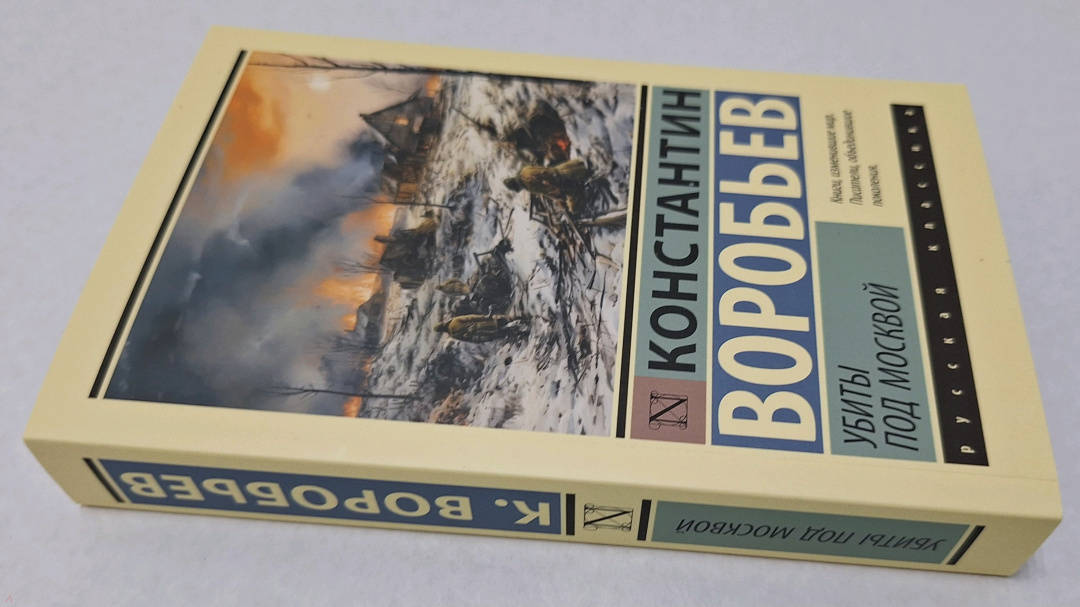 КОНСТАНТИН
ВОРОБЬЕВ
Книги, изменившие мир.
Писатели, объединившие
поколения.
УБИТЫ
ПОД МОСКВОЙ
русская классика
К. ВОРОБЬЕВ
N
УБИТЫ ПОД МОСКВОЙ